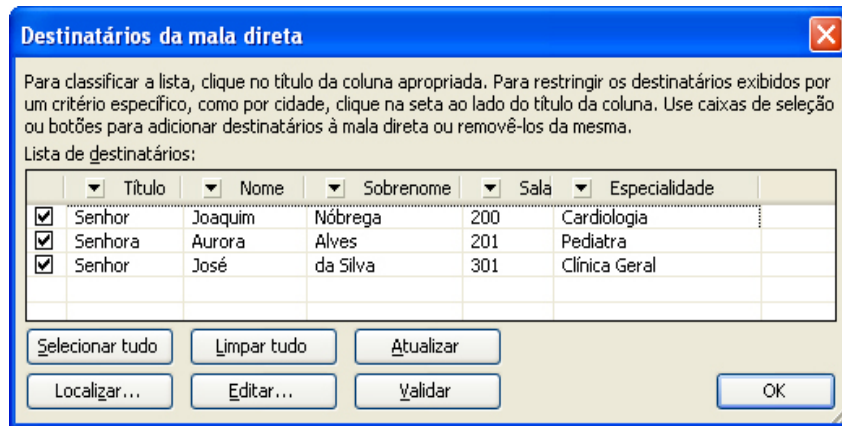 Destinatários da mala direta
Para classificar a lista, clique no título da coluna apropriada. Para restringir os destinatários exibidos por
um critério específico, como por cidade, clique na seta ao lado do título da coluna. Use caixas de seleção
ou botões para adicionar destinatários à mala direta ou removê-los da mesma.
Lista de destinatários:
Título Nome Sobrenome Sala Especialidade
Senhor Joaquim Nóbrega 200 Cardiologia
Senhora Aurora Alves 201 Pediatra
Senhor José da Silva 301 Clínica Geral
Selecionar tudo Limpar tudo Atualizar
Localizar... Editar... Validar OK